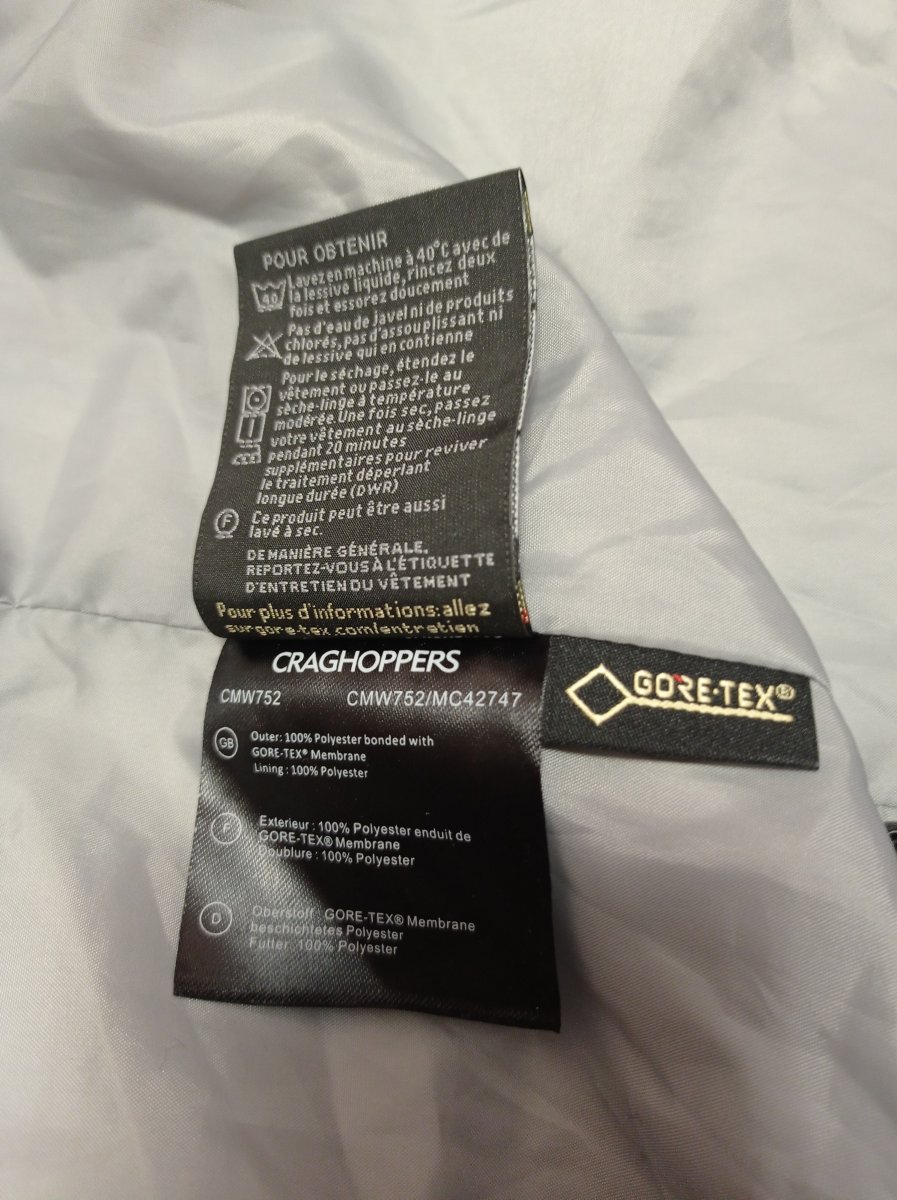 POUR OBTENIR
40
Lavez en machine à 40°C avec de
la lessive liquide, rincez deux
fois et essorez doucement
Pas d'eau de Javel ni de produits
chlorés, pas d'assouplissant ni
de lessive qui en contienne
Pour le séchage, étendez le
vêtement ou passez-le au
sèche-linge à température
modérée Une fois sec, passez
votre vêtement au sèche-linge
pendant 20 minutes
supplémentaires pour reviver
le traitement déperlant
longue durée (DWR)
F
Ce produit peut être aussi
lavé à sec.
DE MANIÈRE GÉNÉRALE,
REPORTEZ-VOUS À L'ÉTIQUETTE
D'ENTRETIEN DU VÊTEMENT
Pour plus d'informations: allez
sur gore-tex.com/entretien
CRAGHOPPERS
CMW752 CMW752/MC42747
GB
Outer: 100% Polyester bonded with
GORE-TEX® Membrane
Lining : 100% Polyester
F
Exterieur : 100% Polyester enduit de
GORE-TEX® Membrane
Doublure : 100% Polyester
D
Oberstoff : GORE-TEX® Membrane
beschichtetes Polyester
Futter: 100% Polyester
GORE-TEX®